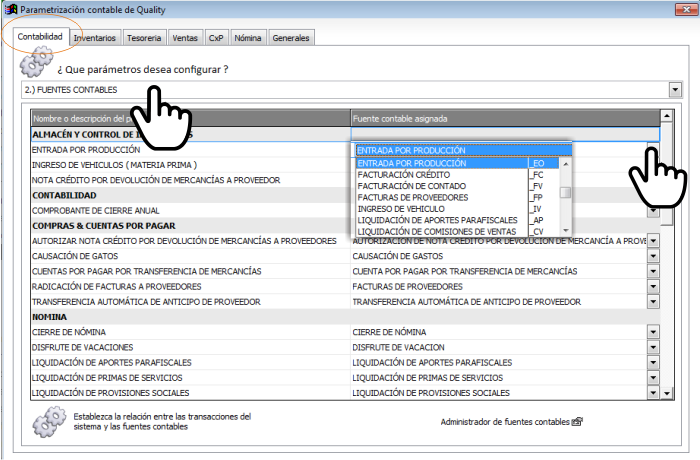 Parametrización contable de Quality
Contabilidad Inventarios Tesoreria Ventas CxP Nómina Generales
¿ Que parámetros desea configurar ?
2.) FUENTES CONTABLES
Nombre o descripción del Fuente contable asignada
ALMACÉN Y CONTROL DE
ENTRADA POR PRODUCCIÓN ENTRADA POR PRODUCCIÓN
ENTRADA POR PRODUCCIÓN _EO
INGRESO DE VEHICULOS ( MATERIA PRIMA ) FACTURACIÓN CRÉDITO _FC
NOTA CRÉDITO POR DEVOLUCIÓN DE MERCANCÍAS A PROVEEDOR FACTURACIÓN DE CONTADO _FV
CONTABILIDAD FACTURAS DE PROVEEDORES _FP
INGRESO DE VEHICULO _IV
COMPROBANTE DE CIERRE ANUAL LIQUIDACIÓN DE APORTES PARAFISCALES _AP
COMPRAS & CUENTAS POR PAGAR LIQUIDACIÓN DE COMISIONES DE VENTAS _CV
AUTORIZAR NOTA CRÉDITO POR DEVOLUCIÓN DE MERCANCÍAS A PROVEEDORES AUTORIZACIÓN DE NOTA CREDITO POR DEVOLUCIÓN DE MERCANCÍA A PROVE
CAUSACIÓN DE GATOS CAUSACIÓN DE GASTOS
CUENTAS POR PAGAR POR TRANSFERENCIA DE MERCANCÍAS CUENTA POR PAGAR POR TRANSFERENCIA DE MERCANCÍAS
RADICACIÓN DE FACTURAS A PROVEEDORES FACTURAS DE PROVEEDORES
TRANSFERENCIA AUTOMÁTICA DE ANTICIPO DE PROVEEDOR TRANSFERENCIA AUTOMÁTICA DE ANTICIPO DE PROVEEDOR
NOMINA
CIERRE DE NÓMINA CIERRE DE NÓMINA
DISFRUTE DE VACACIONES DISFRUTE DE VACACION
LIQUIDACIÓN DE APORTES PARAFISCALES LIQUIDACIÓN DE APORTES PARAFISCALES
LIQUIDACIÓN DE PRIMAS DE SERVICIOS LIQUIDACIÓN DE PRIMAS DE SERVICIOS
LIQUIDACIÓN DE PROVISIONES SOCIALES LIQUIDACIÓN DE PROVISIONES SOCIALES
Establezca la relación entre las transacciones del
sistema y las fuentes contables
Administrador de fuentes contables